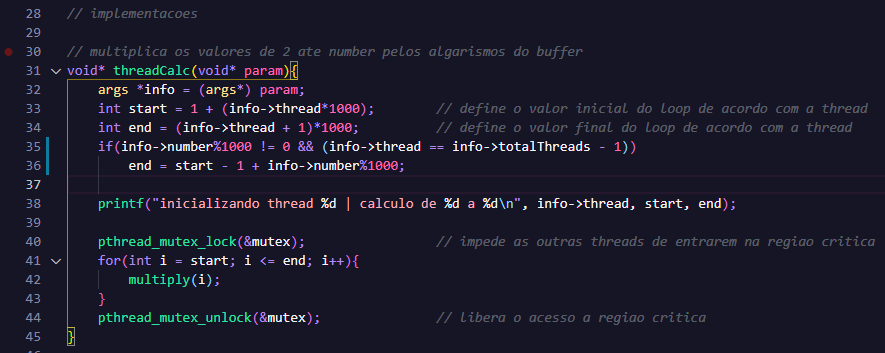 28 // implementacoes
29
30 // multiplica os valores de 2 ate number pelos algarismos do buffer
31 void* threadCalc(void* param){
32     args *info = (args*) param;
33     int start = 1 + (info->thread*1000);        // define o valor inicial do loop de acordo com a thread
34     int end = (info->thread + 1)*1000;          // define o valor final do loop de acordo com a thread
35     if(info->number%1000 != 0 && (info->thread == info->totalThreads - 1))
36         end = start - 1 + info->number%1000;
37
38     printf("inicializando thread %d | calculo de %d a %d\n", info->thread, start, end);
39
40     pthread_mutex_lock(&mutex);                 // impede as outras threads de entrarem na regiao critica
41     for(int i = start; i <= end; i++){
42         multiply(i);
43     }
44     pthread_mutex_unlock(&mutex);               // libera o acesso a regiao critica
45 }